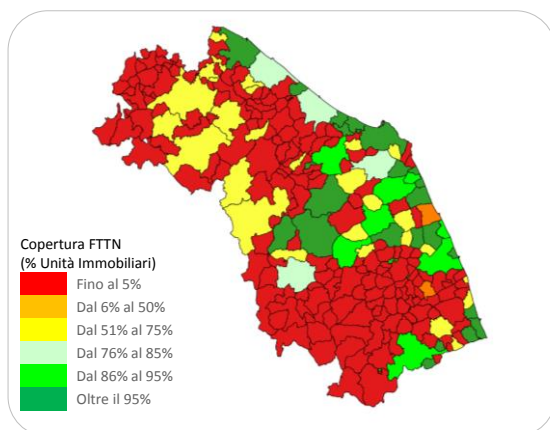 Copertura FTTN
(% Unità Immobiliari)
Fino al 5%
Dal 6% al 50%
Dal 51% al 75%
Dal 76% al 85%
Dal 86% al 95%
Oltre il 95%